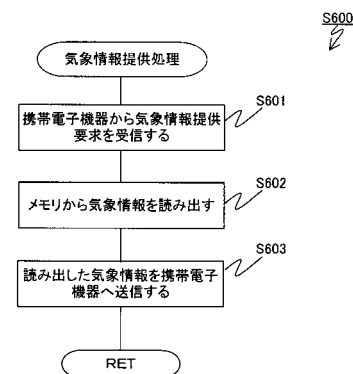 S600
気象情報提供処理
S601
携帯電子機器から気象情報提供
要求を受信する
S602
メモリから気象情報を読み出す
S603
読み出した気象情報を携帯電子
機器へ送信する
RET